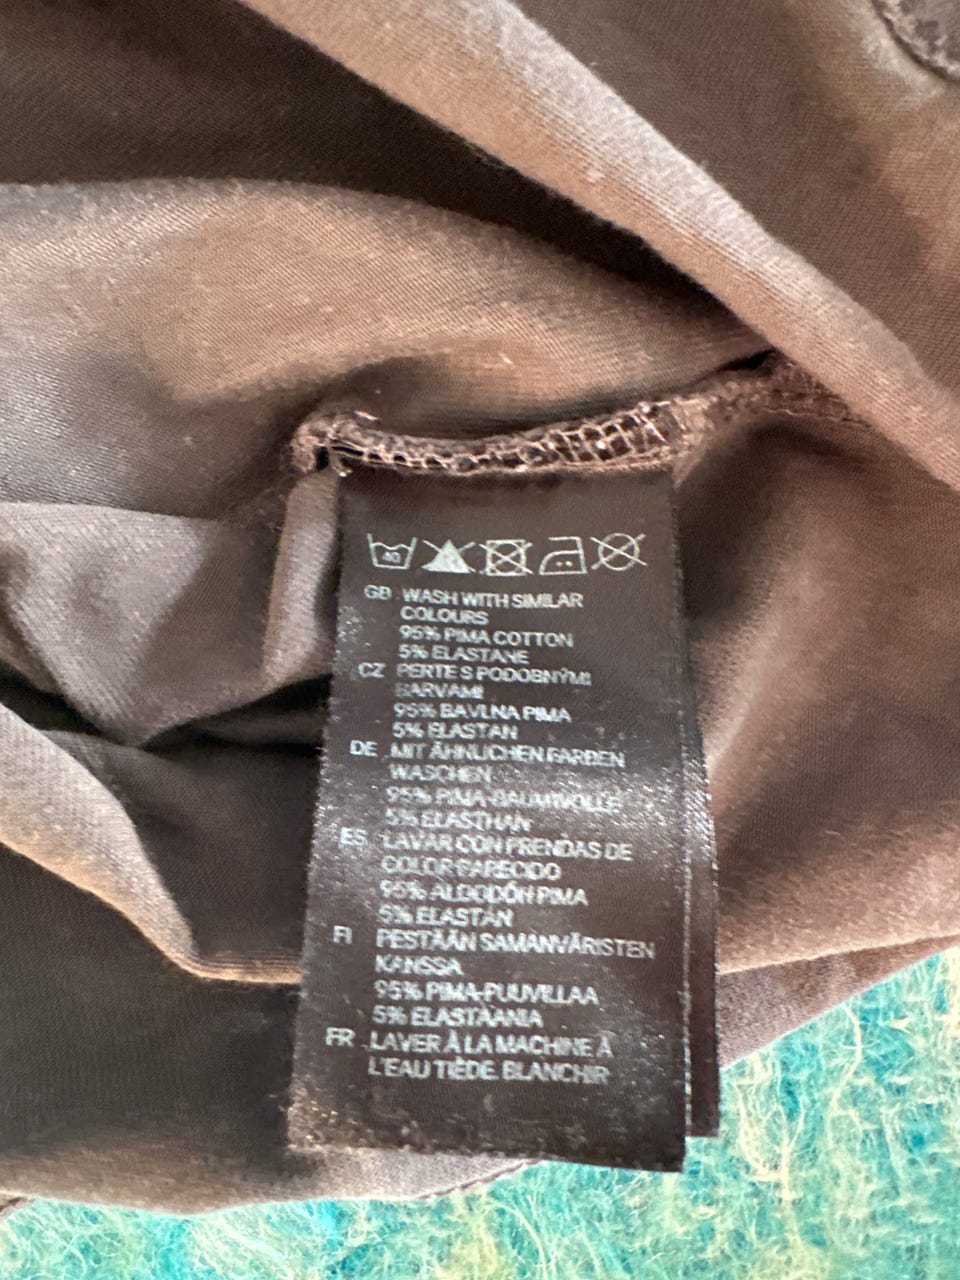 40
GB WASH WITH SIMILAR
COLOURS
95% PIMA COTTON
5% ELASTANE
CZ PERTE S PODOBNÝMI
BARVAMI
95% BAVLNA PIMA
5% ELASTAN
DE MIT ÄHNLICHEN FARBEN
WASCHEN
95% PIMA-BAUMWOLLE
5% ELASTHAN
ES LAVAR CON PRENDAS DE
COLOR PARECIDO
95% ALGODÓN PIMA
5% ELASTÁN
FI PESTÄÄN SAMANVÄRISTEN
KANSSA
95% PIMA-PUUVILLAA
5% ELASTAANIA
FR LAVER À LA MACHINE À
L'EAU TIÈDE. BLANCHIR